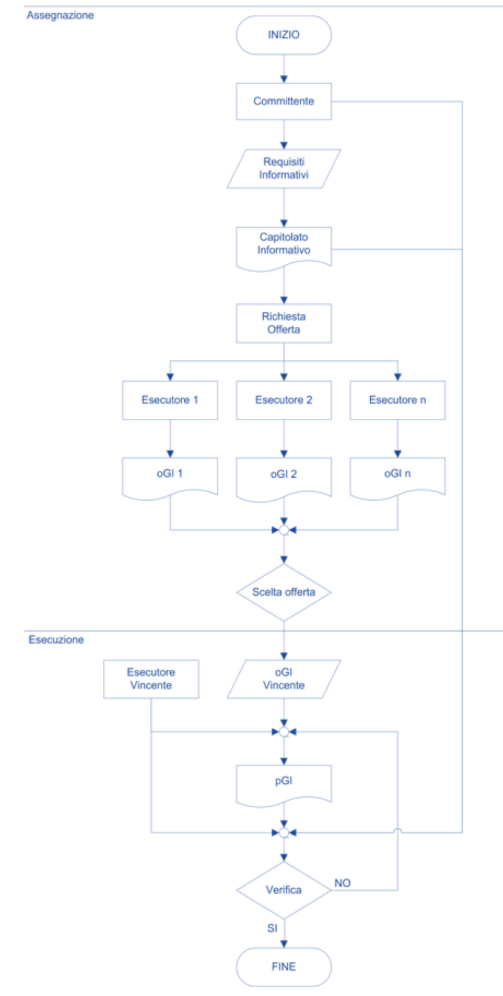 Assegnazione
INIZIO
Committente
Requisiti
Informativi
Capitolato
Informativo
Richiesta
Offerta
Esecutore 1
Esecutore 2
Esecutore n
oGI 1
oGI 2
oGI n
Scelta offerta
Esecuzione
Esecutore
Vincente
oGI
Vincente
pGI
Verifica
NO
SI
FINE